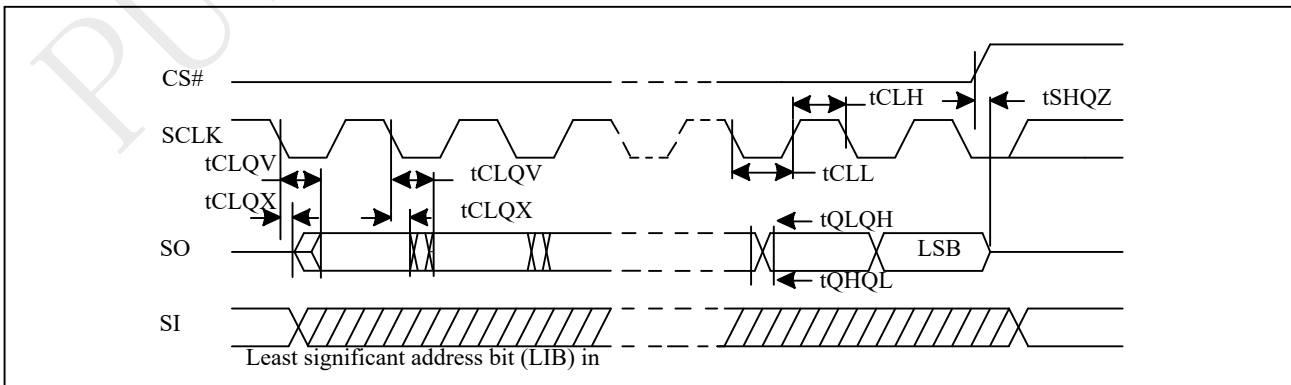 PU
CS#
tCLH
tSHQZ
SCLK
tCLQV
tCLQV
tCLL
tCLQX
tCLQX
tQLQH
SO
LSB
tQHQL
SI
Least significant address bit (LIB) in